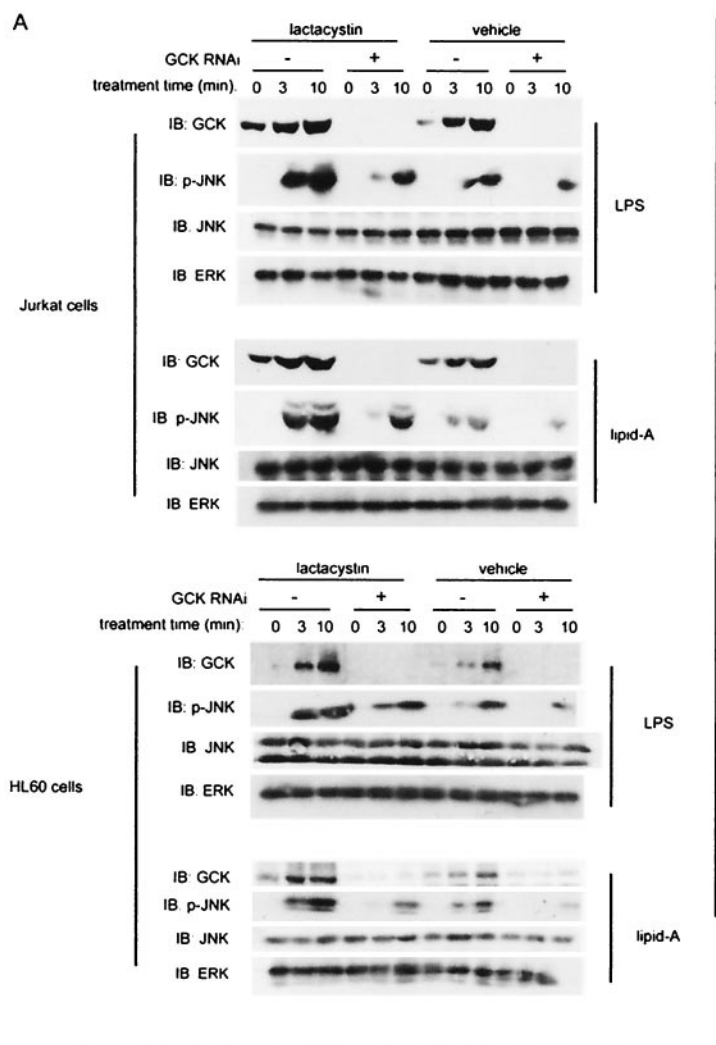 A
lactacystin vehicle
GCK RNAi - + - +
treatment time (min). 0 3 10 0 3 10 0 3 10 0 3 10
IB: GCK
IB: p-JNK
IB. JNK
IB ERK
LPS
Jurkat cells
IB· GCK
IB p-JNK
IB: JNK
IB ERK
lipid-A
lactacystin vehicle
GCK RNAi - + - +
treatment time (min): 0 3 10 0 3 10 0 3 10 0 3 10
IB: GCK
IB: p-JNK
IB JNK
IB. ERK
LPS
HL60 cells
IB· GCK
IB. p-JNK
IB: JNK
IB ERK
lipid-A